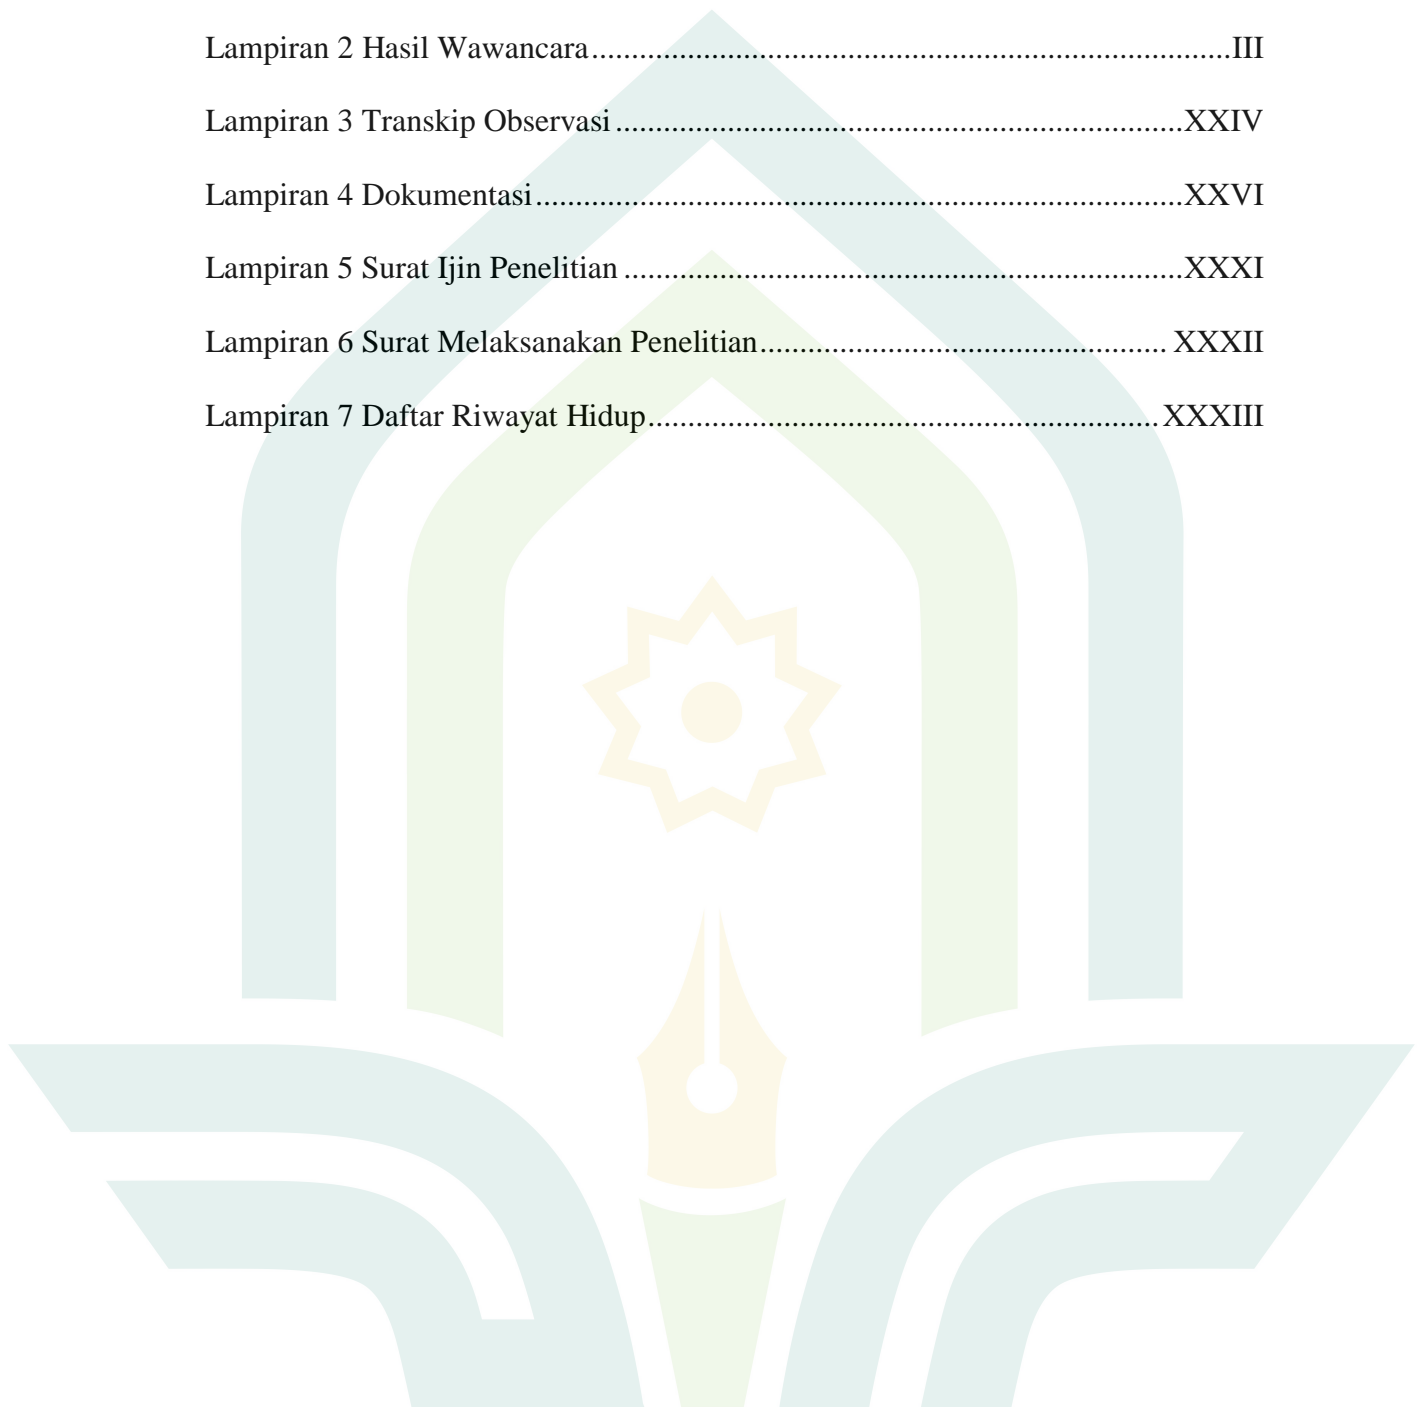 Lampiran 2 Hasil Wawancara...............................................................................III
Lampiran 3 Transkip Observasi......................................................................XXIV
Lampiran 4 Dokumentasi................................................................................XXVI
Lampiran 5 Surat Ijin Penelitian.....................................................................XXXI
Lampiran 6 Surat Melaksanakan Penelitian.................................................. XXXII
Lampiran 7 Daftar Riwayat Hidup...............................................................XXXIII